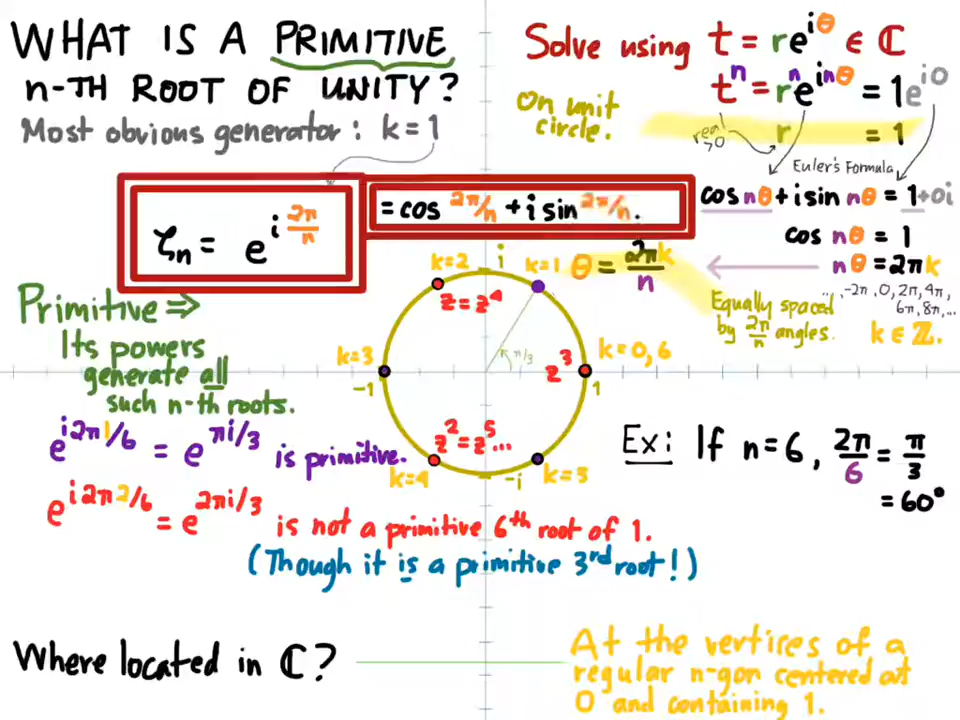 WHAT IS A PRIMITIVE
n-TH ROOT OF UNITY?
Most obvious generator: k=1
Solve using t = re^{iθ} ∈ ℂ
t^n = r^n e^{inθ} = 1e^{i0}
On unit
circle.
real
>0
r = 1
Euler's Formula
cos nθ + i sin nθ = 1+0i
cos nθ = 1
nθ = 2πk
..., -2π, 0, 2π, 4π,
6π, 8π,...
k ∈ ℤ.
ζn = e^{i 2π/n}
= cos 2π/n + i sin 2π/n.
θ = 2πk/n
Equally spaced
by 2π/n angles.
Primitive ⇒
Its powers
generate all
such n-th roots.
k=2
i
k=1
z=z⁴
k=3
-1
π/3
z³
k=0,6
1
z²=z⁵...
k=4
-i
k=3
e^{i2π1/6} = e^{πi/3} is primitive.
e^{i2π2/6} = e^{2πi/3} is not a primitive 6th root of 1.
(Though it is a primitive 3rd root!)
Ex: If n=6, 2π/6 = π/3
= 60°
Where located in ℂ?
At the vertices of a
regular n-gon centered at
0 and containing 1.